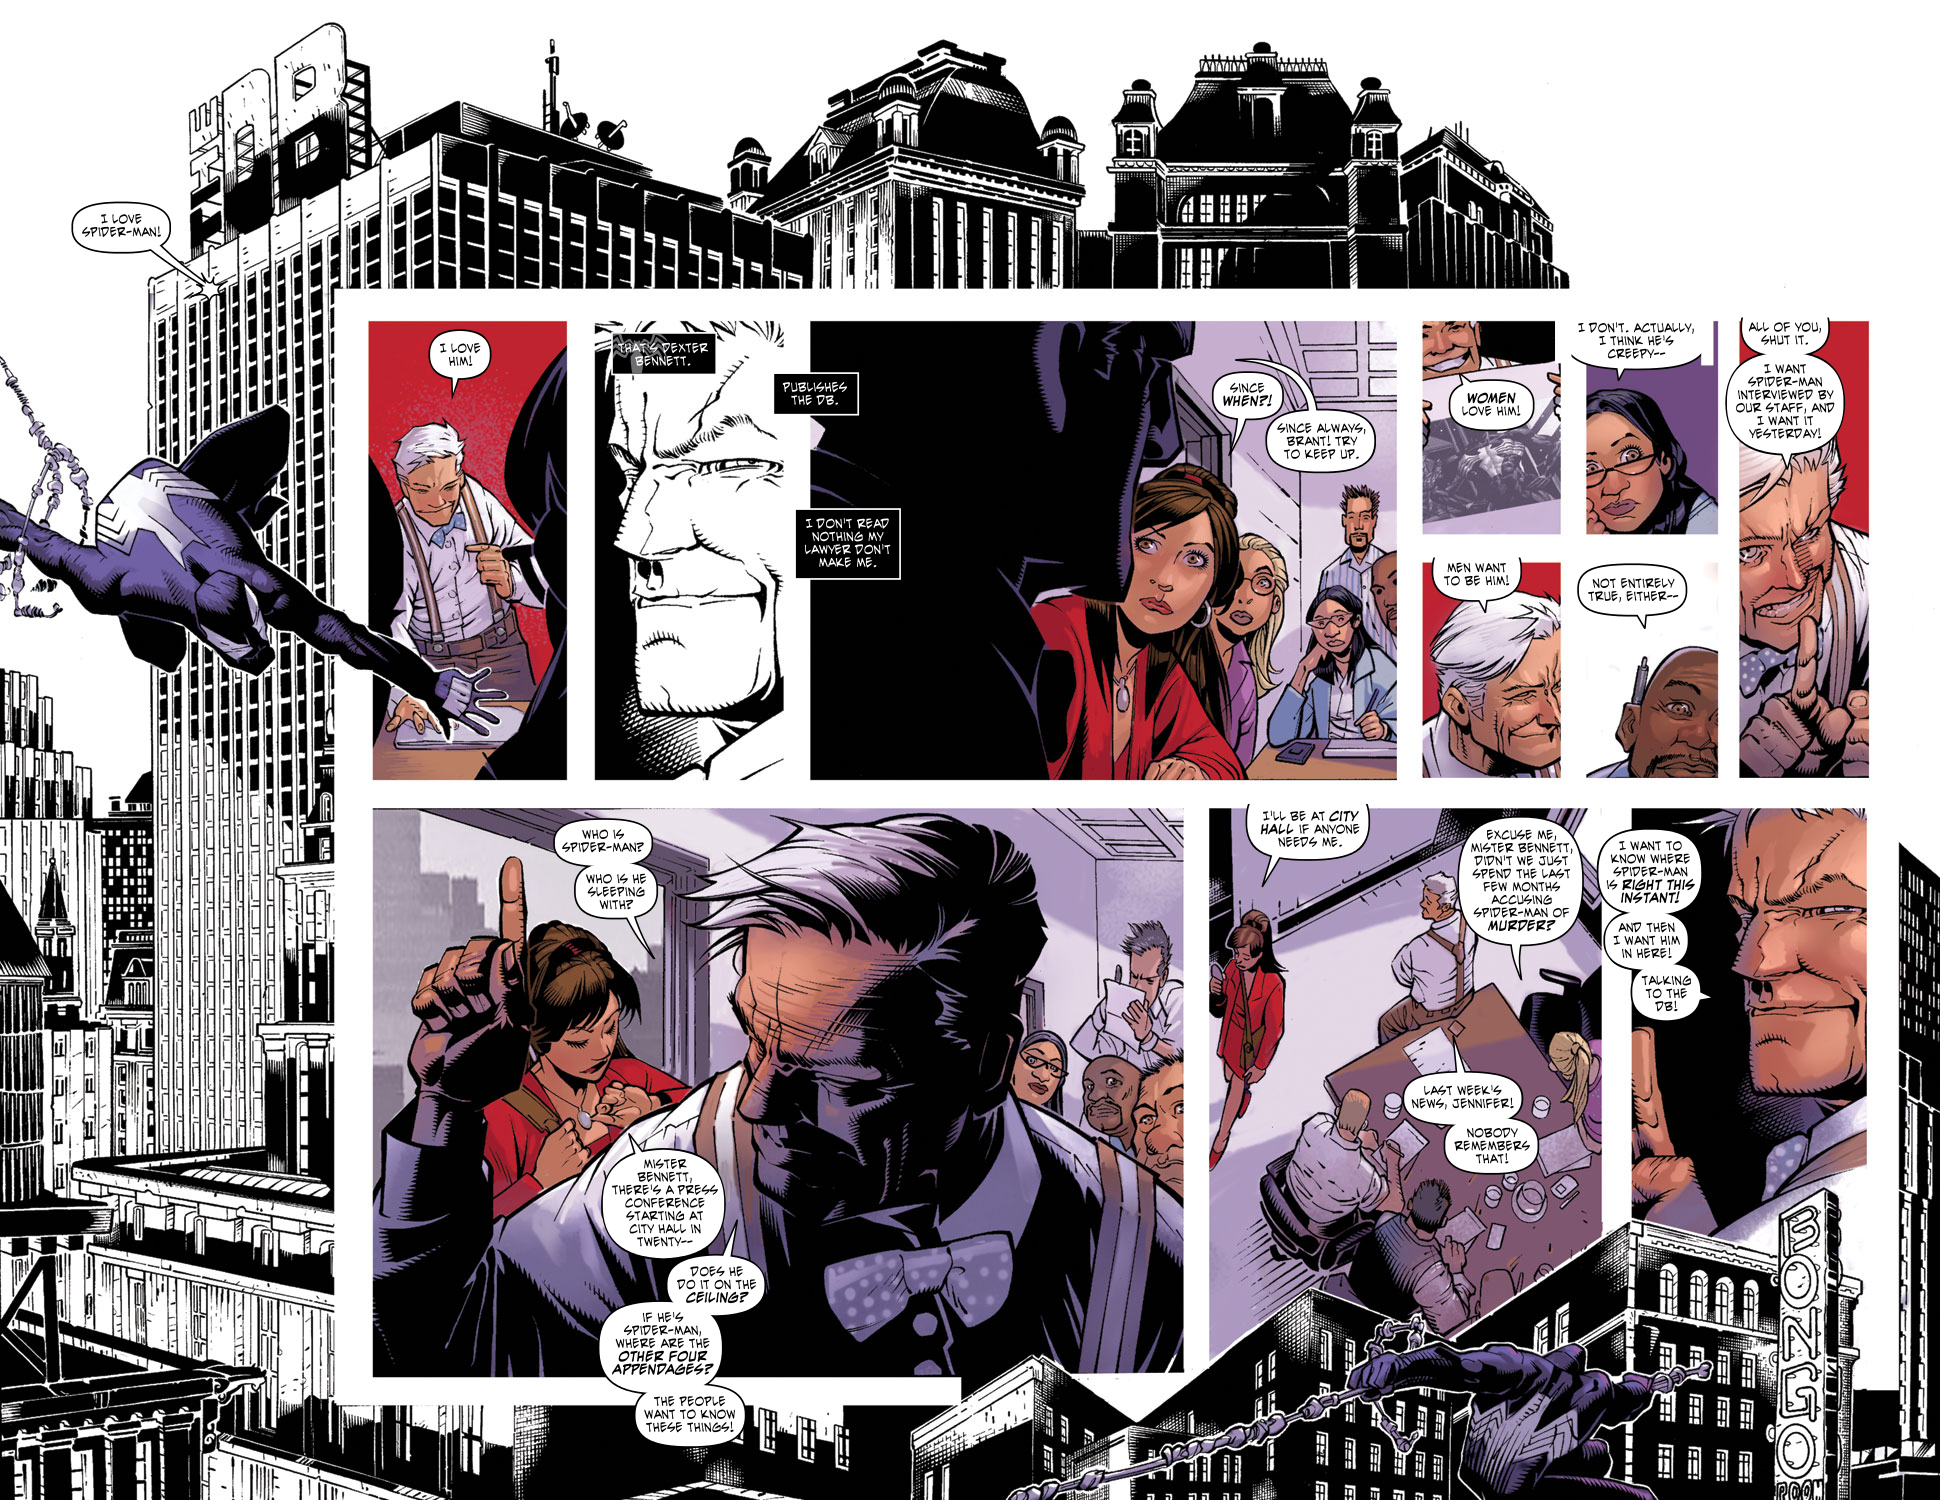 THE DB
I LOVE
SPIDER-MAN!
I LOVE
HIM!
THAT'S DEXTER
BENNETT.
PUBLISHES
THE DB.
I DON'T READ
NOTHING MY
LAWYER DON'T
MAKE ME.
SINCE
WHEN?!
SINCE ALWAYS,
BRANT! TRY
TO KEEP UP.
WOMEN
LOVE HIM!
I DON'T. ACTUALLY,
I THINK HE'S
CREEPY--
MEN WANT
TO BE HIM!
NOT ENTIRELY
TRUE, EITHER--
ALL OF YOU,
SHUT IT.
I WANT
SPIDER-MAN
INTERVIEWED BY
OUR STAFF, AND
I WANT IT
YESTERDAY!
WHO IS
SPIDER-MAN?
WHO IS HE
SLEEPING
WITH?
MISTER
BENNETT,
THERE'S A PRESS
CONFERENCE
STARTING AT
CITY HALL IN
TWENTY--
DOES HE
DO IT ON THE
CEILING?
IF HE'S
SPIDER-MAN,
WHERE ARE THE
OTHER FOUR
APPENDAGES?
THE PEOPLE
WANT TO KNOW
THESE THINGS!
I'LL BE AT CITY
HALL IF ANYONE
NEEDS ME.
EXCUSE ME,
MISTER BENNETT,
DIDN'T WE JUST
SPEND THE LAST
FEW MONTHS
ACCUSING
SPIDER-MAN OF
MURDER?
LAST WEEK'S
NEWS, JENNIFER!
NOBODY
REMEMBERS
THAT!
I WANT TO
KNOW WHERE
SPIDER-MAN
IS RIGHT THIS
INSTANT!
AND THEN
I WANT HIM
IN HERE!
TALKING
TO THE
DB!
BONGO